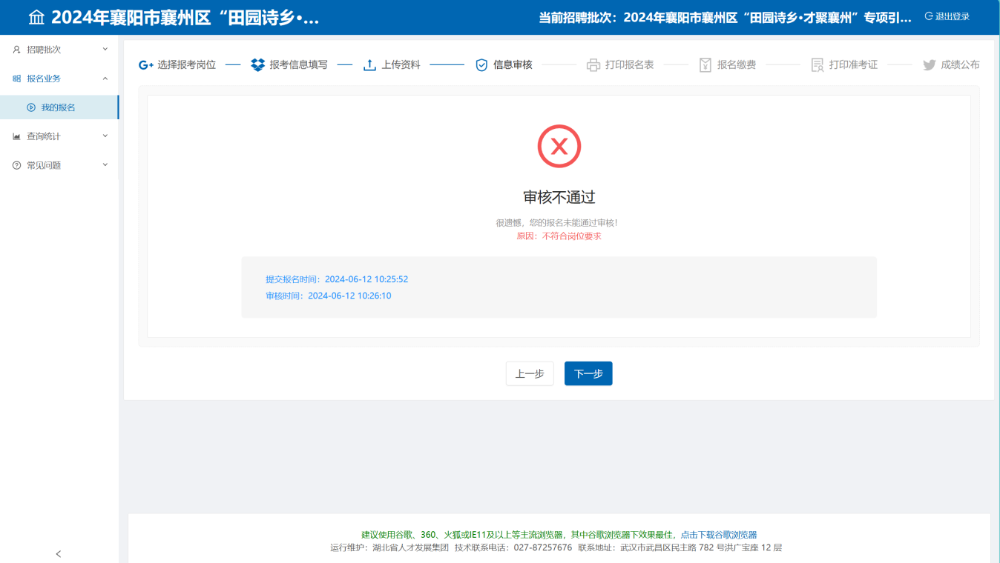 2024年襄阳市襄州区“田园诗乡•...
当前招聘批次：2024年襄阳市襄州区“田园诗乡•才聚襄州”专项引...
退出登录
招聘批次
报名业务
我的报名
查询统计
常见问题
选择报考岗位
报考信息填写
上传资料
信息审核
打印报名表
报名缴费
打印准考证
成绩公布
审核不通过
很遗憾，您的报名未能通过审核！
原因：不符合岗位要求
提交报名时间：2024-06-12 10:25:52
审核时间：2024-06-12 10:26:10
上一步
下一步
建议使用谷歌、360、火狐或IE11及以上等主流浏览器，其中谷歌浏览器下效果最佳，点击下载谷歌浏览器
运行维护：湖北省人才发展集团 技术联系电话：027-87257676 联系地址：武汉市武昌区民主路 782 号洪广宝座 12 层